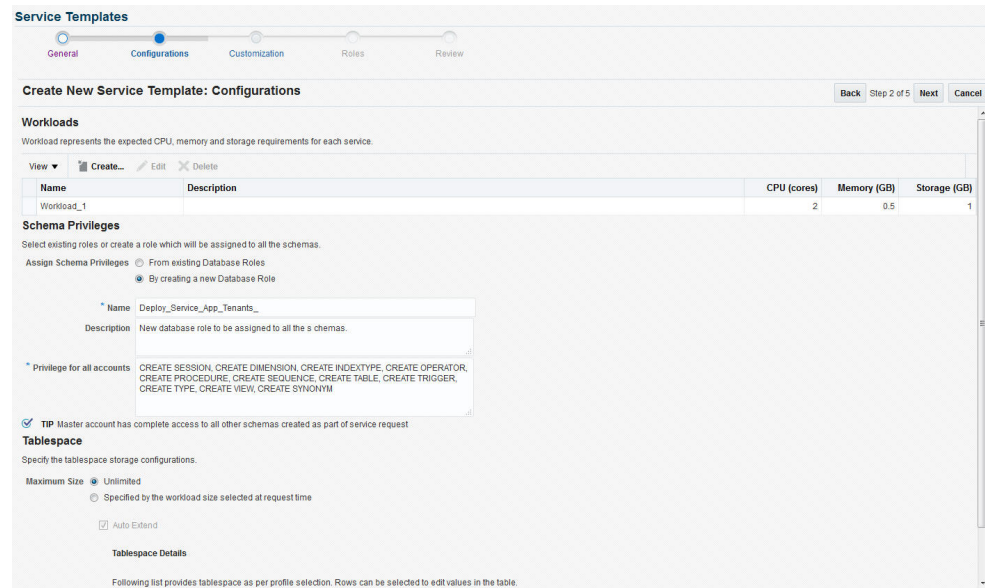 Service Templates
General Configurations Customization Roles Review
Create New Service Template: Configurations Back Step 2 of 5 Next Cancel
Workloads
Workload represents the expected CPU, memory and storage requirements for each service.
View Create... Edit Delete
Name Description CPU (cores) Memory (GB) Storage (GB)
Workload_1 2 0.5 1
Schema Privileges
Select existing roles or create a role which will be assigned to all the schemas.
Assign Schema Privileges From existing Database Roles
By creating a new Database Role
* Name Deploy_Service_App_Tenants_
Description New database role to be assigned to all the s chemas.
* Privilege for all accounts CREATE SESSION, CREATE DIMENSION, CREATE INDEXTYPE, CREATE OPERATOR,
CREATE PROCEDURE, CREATE SEQUENCE, CREATE TABLE, CREATE TRIGGER,
CREATE TYPE, CREATE VIEW, CREATE SYNONYM
TIP Master account has complete access to all other schemas created as part of service request
Tablespace
Specify the tablespace storage configurations.
Maximum Size Unlimited
Specified by the workload size selected at request time
Auto Extend
Tablespace Details
Following list provides tablespace as per profile selection. Rows can be selected to edit values in the table.